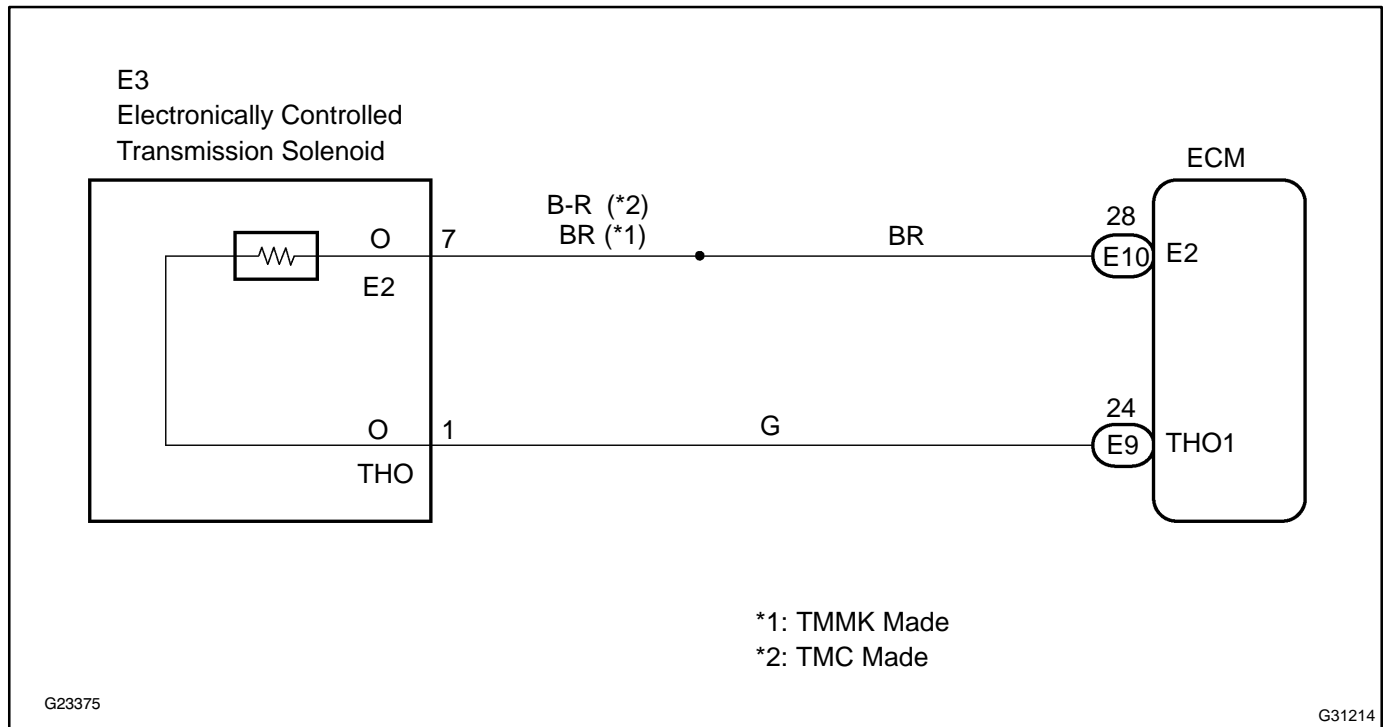 E3
Electronically Controlled
Transmission Solenoid
ECM
B-R (*2)
BR (*1)
BR
O
7
E2
28
E10
E2
O
1
THO
G
24
E9
THO1
*1: TMMK Made
*2: TMC Made
G23375
G31214